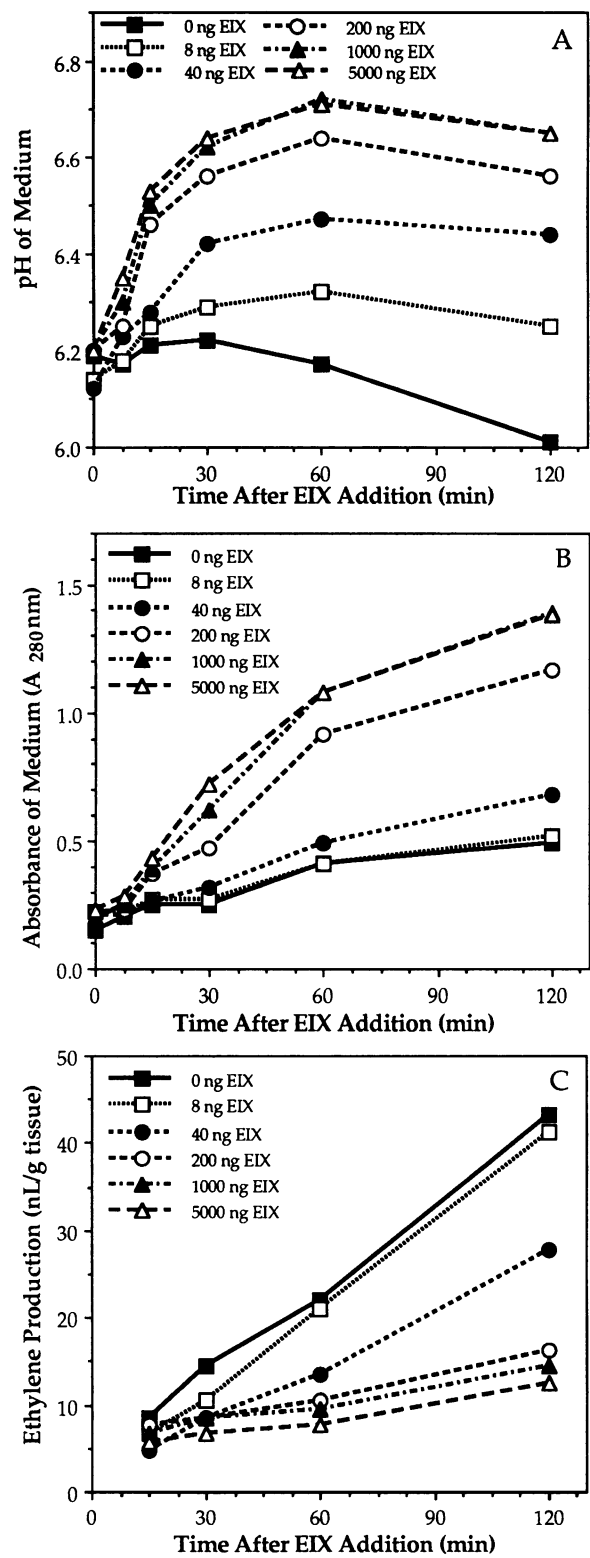 0 ng EIX 200 ng EIX A
8 ng EIX 1000 ng EIX
40 ng EIX 5000 ng EIX
6.8
6.6
6.4
6.2
6.0
pH of Medium
0 30 60 90 120
Time After EIX Addition (min)
0 ng EIX B
8 ng EIX
40 ng EIX
200 ng EIX
1000 ng EIX
5000 ng EIX
1.5
1.0
0.5
0.0
Absorbance of Medium (A 280 nm)
0 30 60 90 120
Time After EIX Addition (min)
0 ng EIX C
8 ng EIX
40 ng EIX
200 ng EIX
1000 ng EIX
5000 ng EIX
50
40
30
20
10
0
Ethylene Production (nL/g tissue)
0 30 60 90 120
Time After EIX Addition (min)